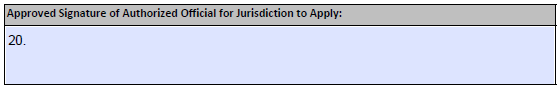 Approved Signature of Authorized Official for Jurisdiction to Apply:
20.